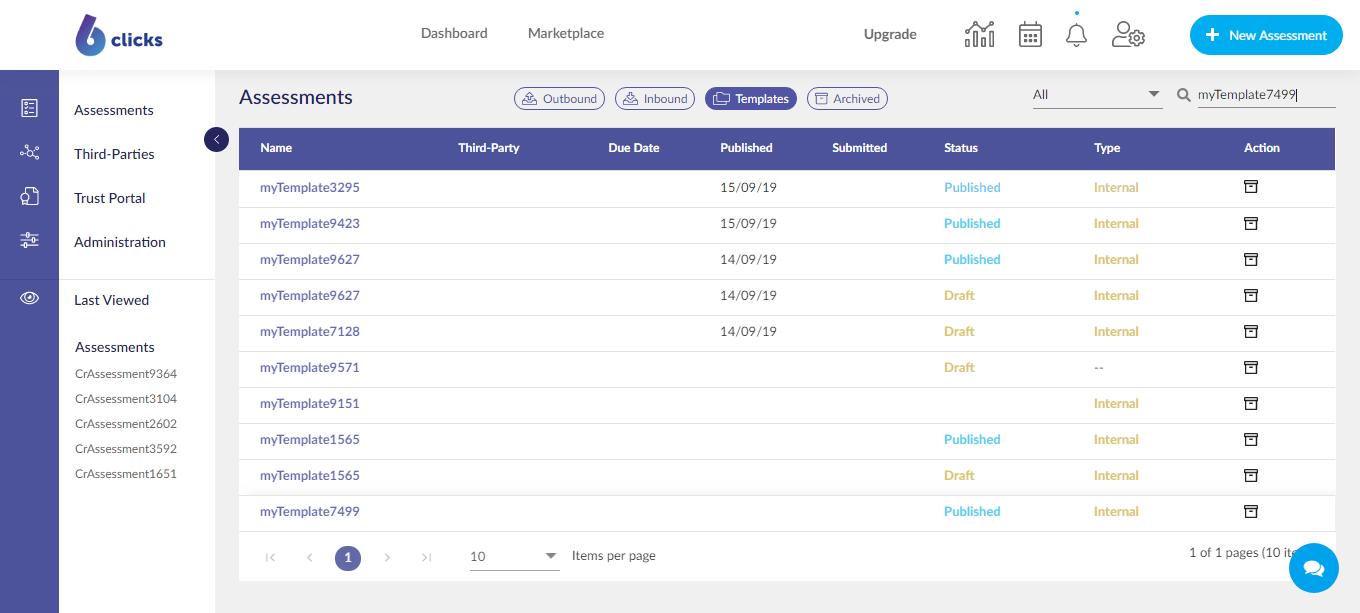 6 clicks
Dashboard Marketplace Upgrade + New Assessment
Assessments
Third-Parties
Trust Portal
Administration
Last Viewed
Assessments
CrAssessment9364
CrAssessment3104
CrAssessment2602
CrAssessment3592
CrAssessment1651
Assessments Outbound Inbound Templates Archived All myTemplate7499
Name Third-Party Due Date Published Submitted Status Type Action
myTemplate3295 15/09/19 Published Internal
myTemplate9423 15/09/19 Published Internal
myTemplate9627 14/09/19 Published Internal
myTemplate9627 14/09/19 Draft Internal
myTemplate7128 14/09/19 Draft Internal
myTemplate9571 Draft --
myTemplate9151 Internal
myTemplate1565 Published Internal
myTemplate1565 Draft Internal
myTemplate7499 Published Internal
1 10 Items per page 1 of 1 pages (10